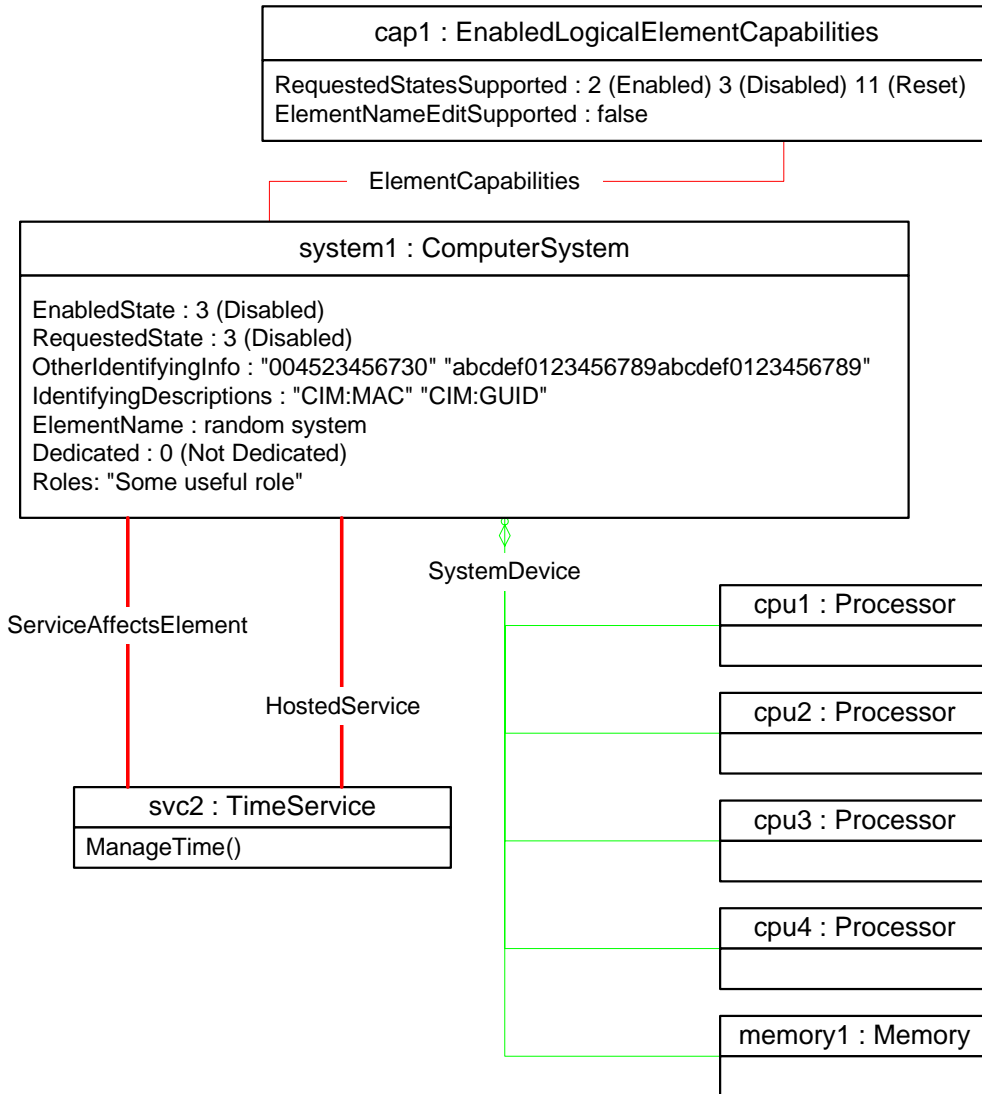 cap1 : EnabledLogicalElementCapabilities
RequestedStatesSupported : 2 (Enabled) 3 (Disabled) 11 (Reset)
ElementNameEditSupported : false
ElementCapabilities
system1 : ComputerSystem
EnabledState : 3 (Disabled)
RequestedState : 3 (Disabled)
OtherIdentifyingInfo : "004523456730" "abcdef0123456789abcdef0123456789"
IdentifyingDescriptions : "CIM:MAC" "CIM:GUID"
ElementName : random system
Dedicated : 0 (Not Dedicated)
Roles: "Some useful role"
SystemDevice
ServiceAffectsElement
HostedService
svc2 : TimeService
ManageTime()
cpu1 : Processor
cpu2 : Processor
cpu3 : Processor
cpu4 : Processor
memory1 : Memory